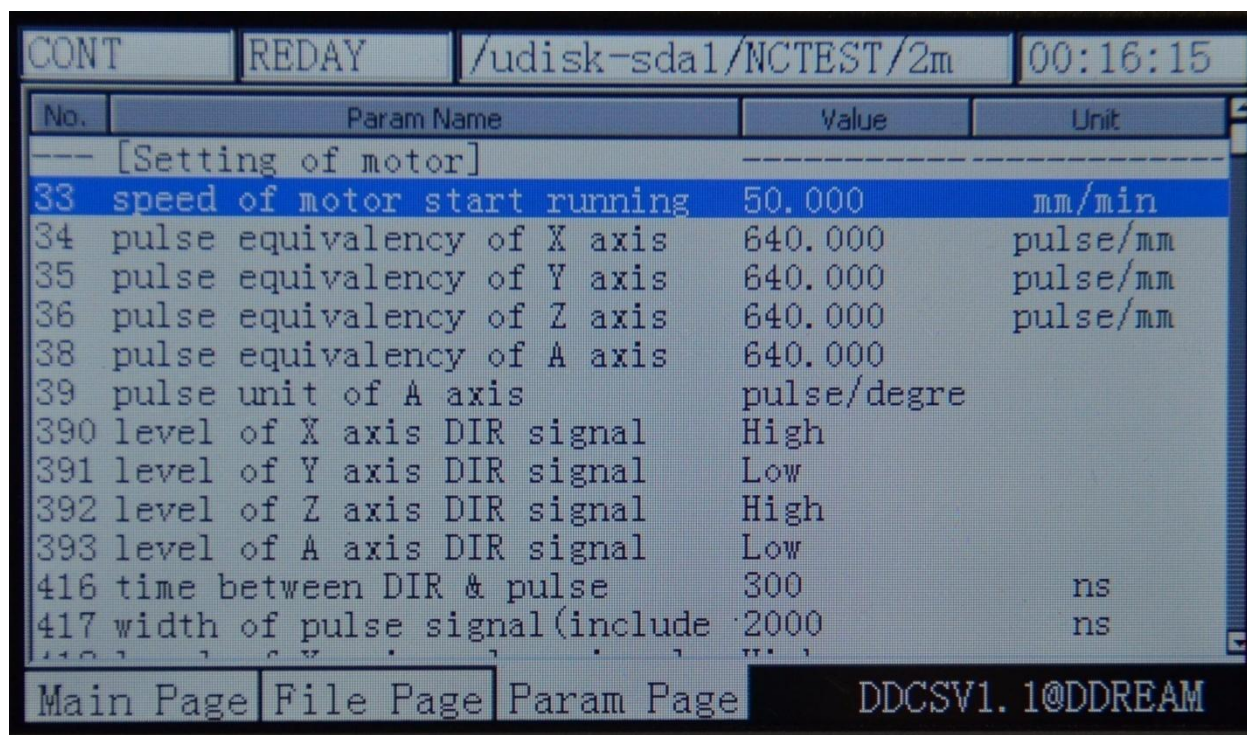 CONT REDAY /udisk-sda1/NCTEST/2m 00:16:15
No. Param Name Value Unit
--- [Setting of motor] -----------------------
33 speed of motor start running 50.000 mm/min
34 pulse equivalency of X axis 640.000 pulse/mm
35 pulse equivalency of Y axis 640.000 pulse/mm
36 pulse equivalency of Z axis 640.000 pulse/mm
38 pulse equivalency of A axis 640.000
39 pulse unit of A axis pulse/degre
390 level of X axis DIR signal High
391 level of Y axis DIR signal Low
392 level of Z axis DIR signal High
393 level of A axis DIR signal Low
416 time between DIR & pulse 300 ns
417 width of pulse signal(include 2000 ns
Main Page File Page Param Page DDCSV1.1@DDREAM